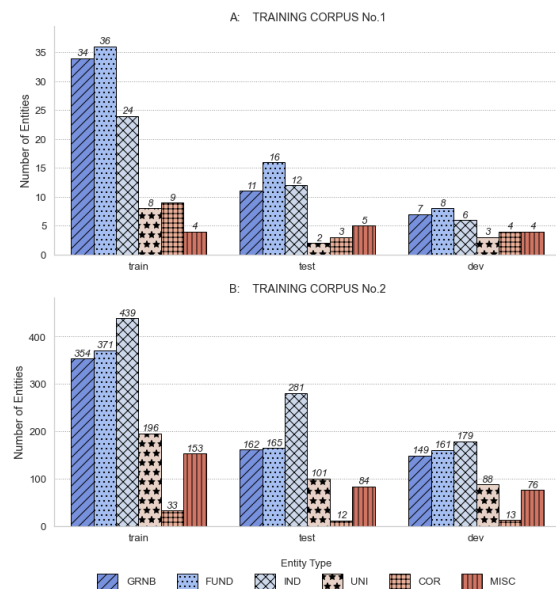 A: TRAINING CORPUS No.1
Number of Entities
35
30
25
20
15
10
5
0
34
36
24
8
9
4
11
16
12
2
3
5
7
8
6
3
4
4
train
test
dev
B: TRAINING CORPUS No.2
Number of Entities
400
300
200
100
0
354
371
439
196
33
153
162
165
281
101
12
84
149
161
179
88
13
76
train
test
dev
Entity Type
GRNB
FUND
IND
UNI
COR
MISC